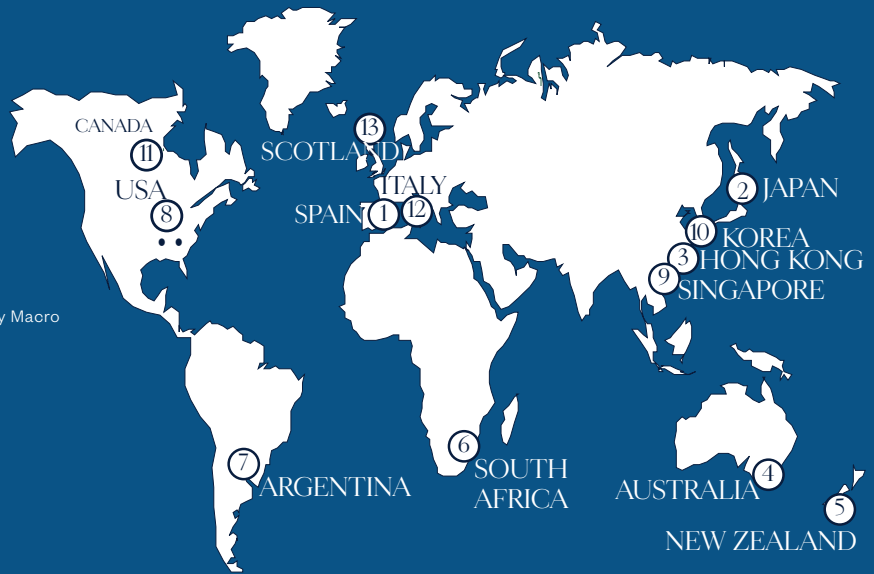 13
CANADA
11
SCOTLAND
ITALY
USA
2
JAPAN
8
SPAIN
1
12
10
KOREA
3
HONG KONG
9
SINGAPORE
y Macro
6
7
SOUTH
AFRICA
ARGENTINA
4
AUSTRALIA
5
NEW ZEALAND